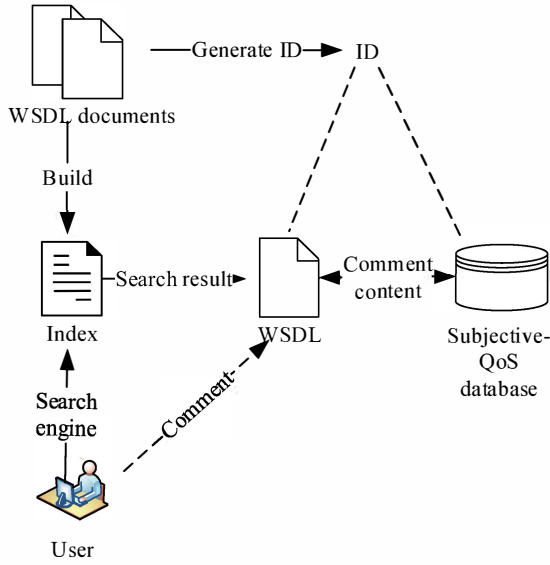 Generate ID
ID
WSDL documents
Build
Search result
Comment
content
Index
WSDL
Subjective-
QoS
database
Search
engine
Comment
User